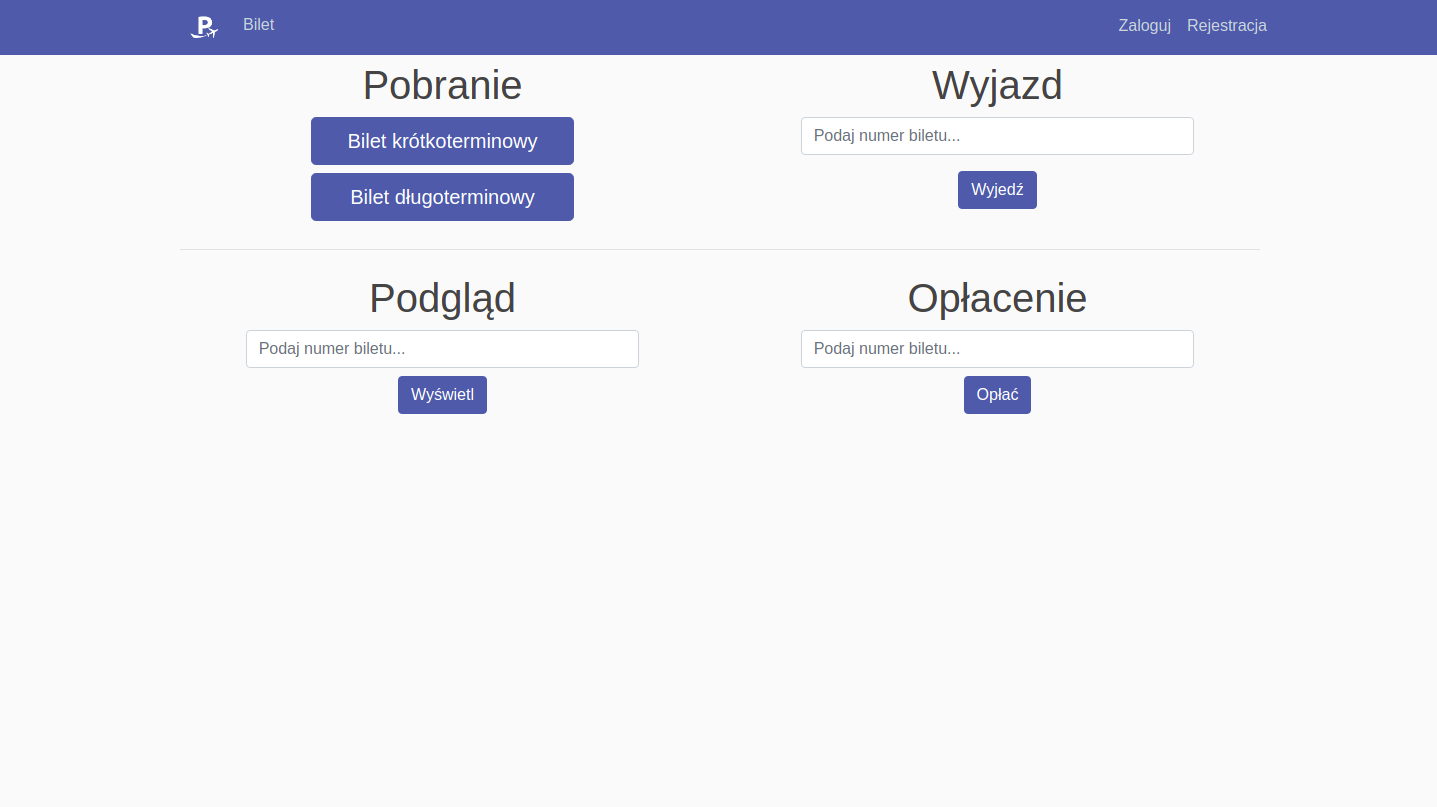 P
Bilet
Zaloguj Rejestracja
Pobranie
Bilet krótkoterminowy
Bilet długoterminowy
Wyjazd
Podaj numer biletu...
Wyjedź
Podgląd
Podaj numer biletu...
Wyświetl
Opłacenie
Podaj numer biletu...
Opłać